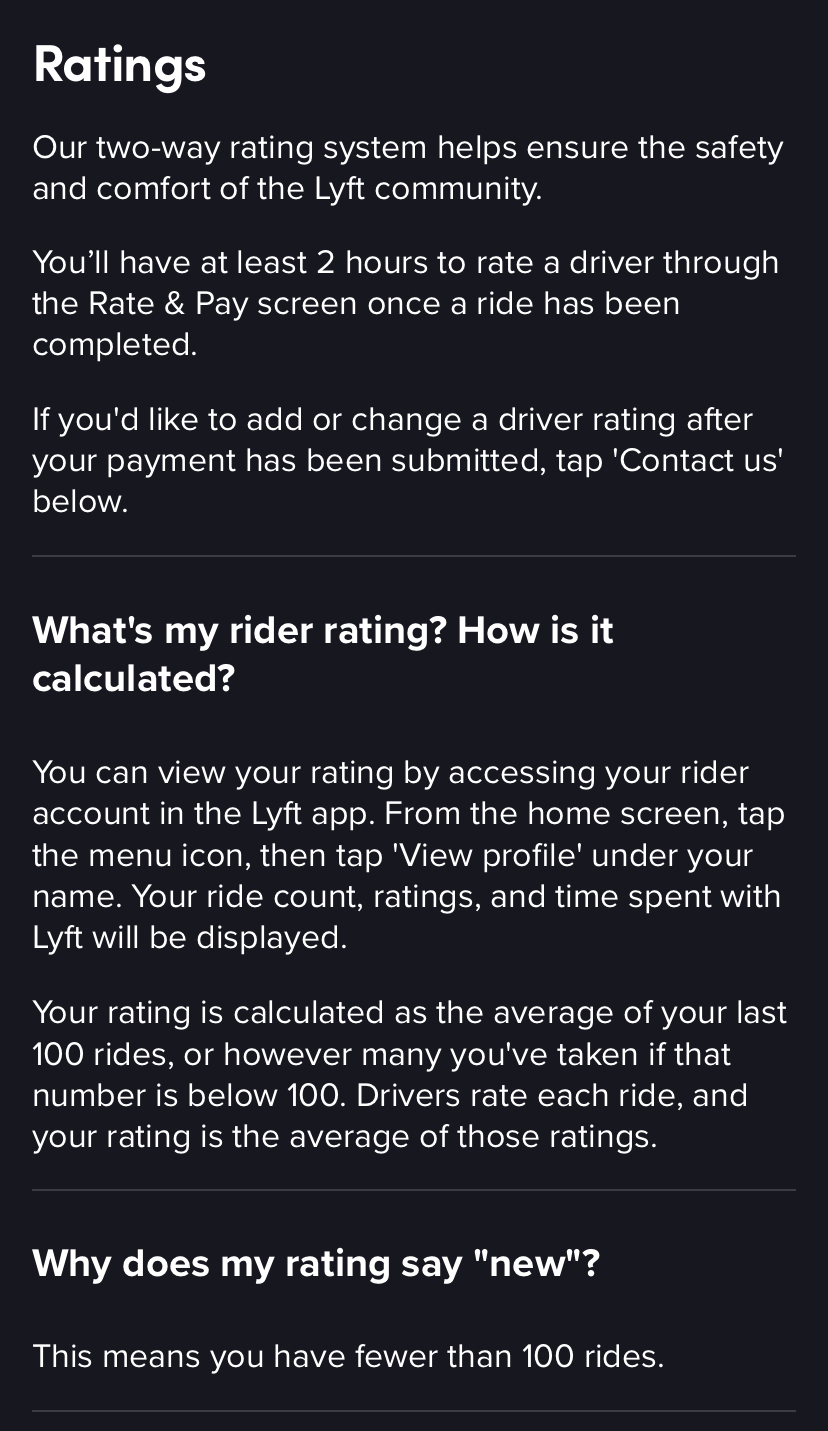 Ratings
Our two-way rating system helps ensure the safety
and comfort of the Lyft community.
You’ll have at least 2 hours to rate a driver through
the Rate & Pay screen once a ride has been
completed.
If you'd like to add or change a driver rating after
your payment has been submitted, tap 'Contact us'
below.
What's my rider rating? How is it
calculated?
You can view your rating by accessing your rider
account in the Lyft app. From the home screen, tap
the menu icon, then tap 'View profile' under your
name. Your ride count, ratings, and time spent with
Lyft will be displayed.
Your rating is calculated as the average of your last
100 rides, or however many you've taken if that
number is below 100. Drivers rate each ride, and
your rating is the average of those ratings.
Why does my rating say "new"?
This means you have fewer than 100 rides.